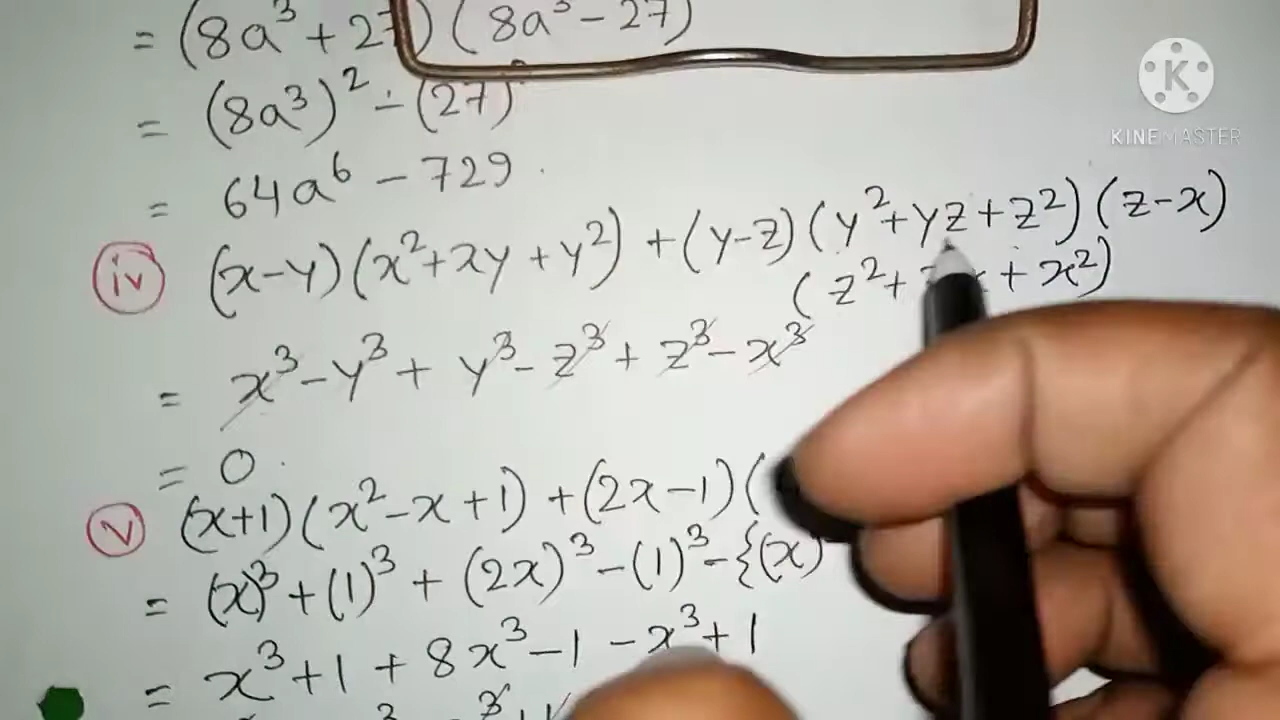 = (8a³ + 27) (8a³ − 27)
= (8a³)² − (27)
= 64a⁶ − 729.
iv (x−y)(x²+xy+y²) + (y−z)(y²+yz+z²)(z−x)
(z²+ + x²)
= x³−y³ + y³−z³ + z³−x³
= 0.
v (x+1)(x²−x+1) + (2x−1)(
= (x)³+(1)³ + (2x)³−(1)³−{(x)
= x³+1 + 8x³−1 −x³+1
K
KINEMASTER